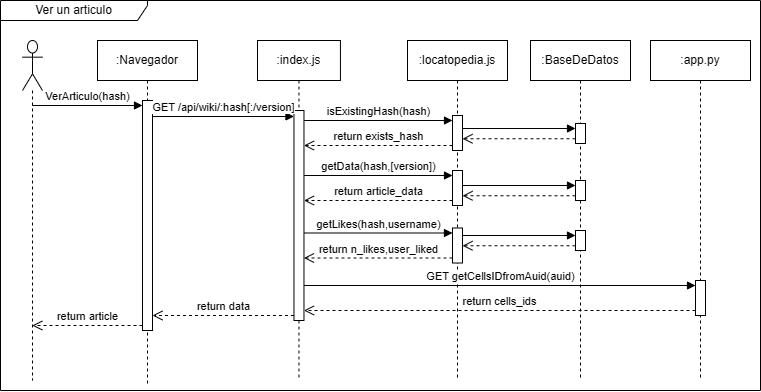 Ver un articulo
:Navegador
:index.js
:locatopedia.js
:BaseDeDatos
:app.py
VerArticulo(hash)
GET /api/wiki/:hash[:/version]
isExistingHash(hash)
return exists_hash
getData(hash,[version])
return article_data
getLikes(hash,username)
return n_likes,user_liked
GET getCellsIDfromAuid(auid)
return cells_ids
return data
return article